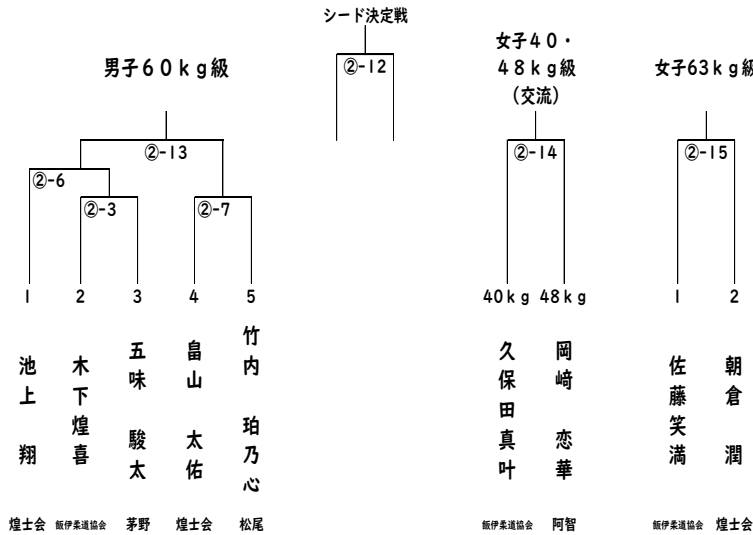 シード決定戦
②-12
男子60kg級
②-13
②-6
②-3
②-7
1 2 3 4 5
池上 翔
木下煌喜
五味 駿太
畠山 太佑
竹内 珀乃心
煌士会 飯伊柔道協会 茅野 煌士会 松尾
女子40・
48kg級
(交流)
②-14
40kg 48kg
久保田真叶
岡﨑 恋華
飯伊柔道協会 阿智
女子63kg級
②-15
1 2
佐藤笑満
朝倉 潤
飯伊柔道協会 煌士会